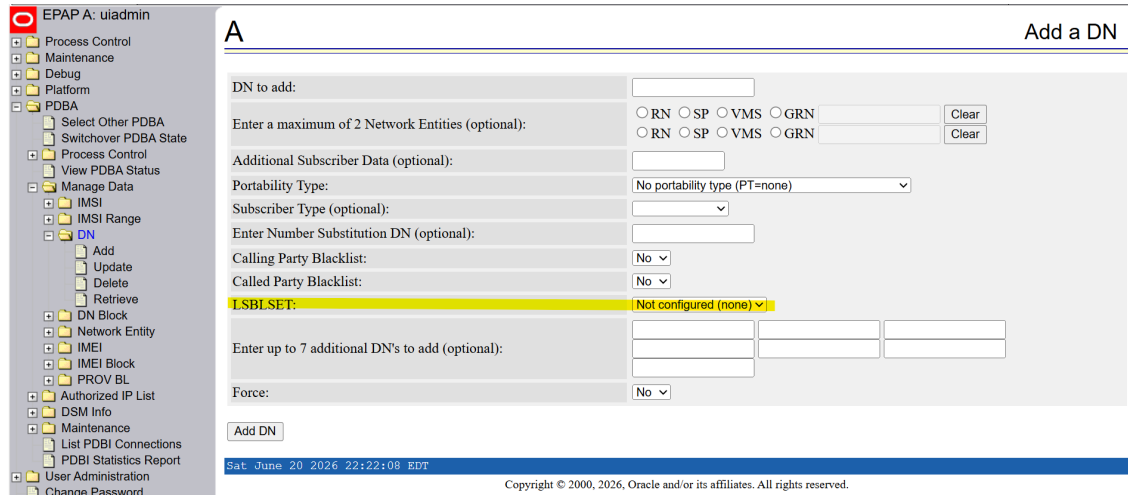 EPAP A: uiadmin
Process Control
Maintenance
Debug
Platform
PDBA
Select Other PDBA
Switchover PDBA State
Process Control
View PDBA Status
Manage Data
IMSI
IMSI Range
DN
Add
Update
Delete
Retrieve
DN Block
Network Entity
IMEI
IMEI Block
PROV BL
Authorized IP List
DSM Info
Maintenance
List PDBI Connections
PDBI Statistics Report
User Administration
Change Password
A Add a DN
DN to add:
Enter a maximum of 2 Network Entities (optional):
RN SP VMS GRN Clear
RN SP VMS GRN Clear
Additional Subscriber Data (optional):
Portability Type: No portability type (PT=none)
Subscriber Type (optional):
Enter Number Substitution DN (optional):
Calling Party Blacklist: No
Called Party Blacklist: No
LSBLSET: Not configured (none)
Enter up to 7 additional DN's to add (optional):
Force: No
Add DN
Sat June 20 2026 22:22:08 EDT
Copyright © 2000, 2026, Oracle and/or its affiliates. All rights reserved.